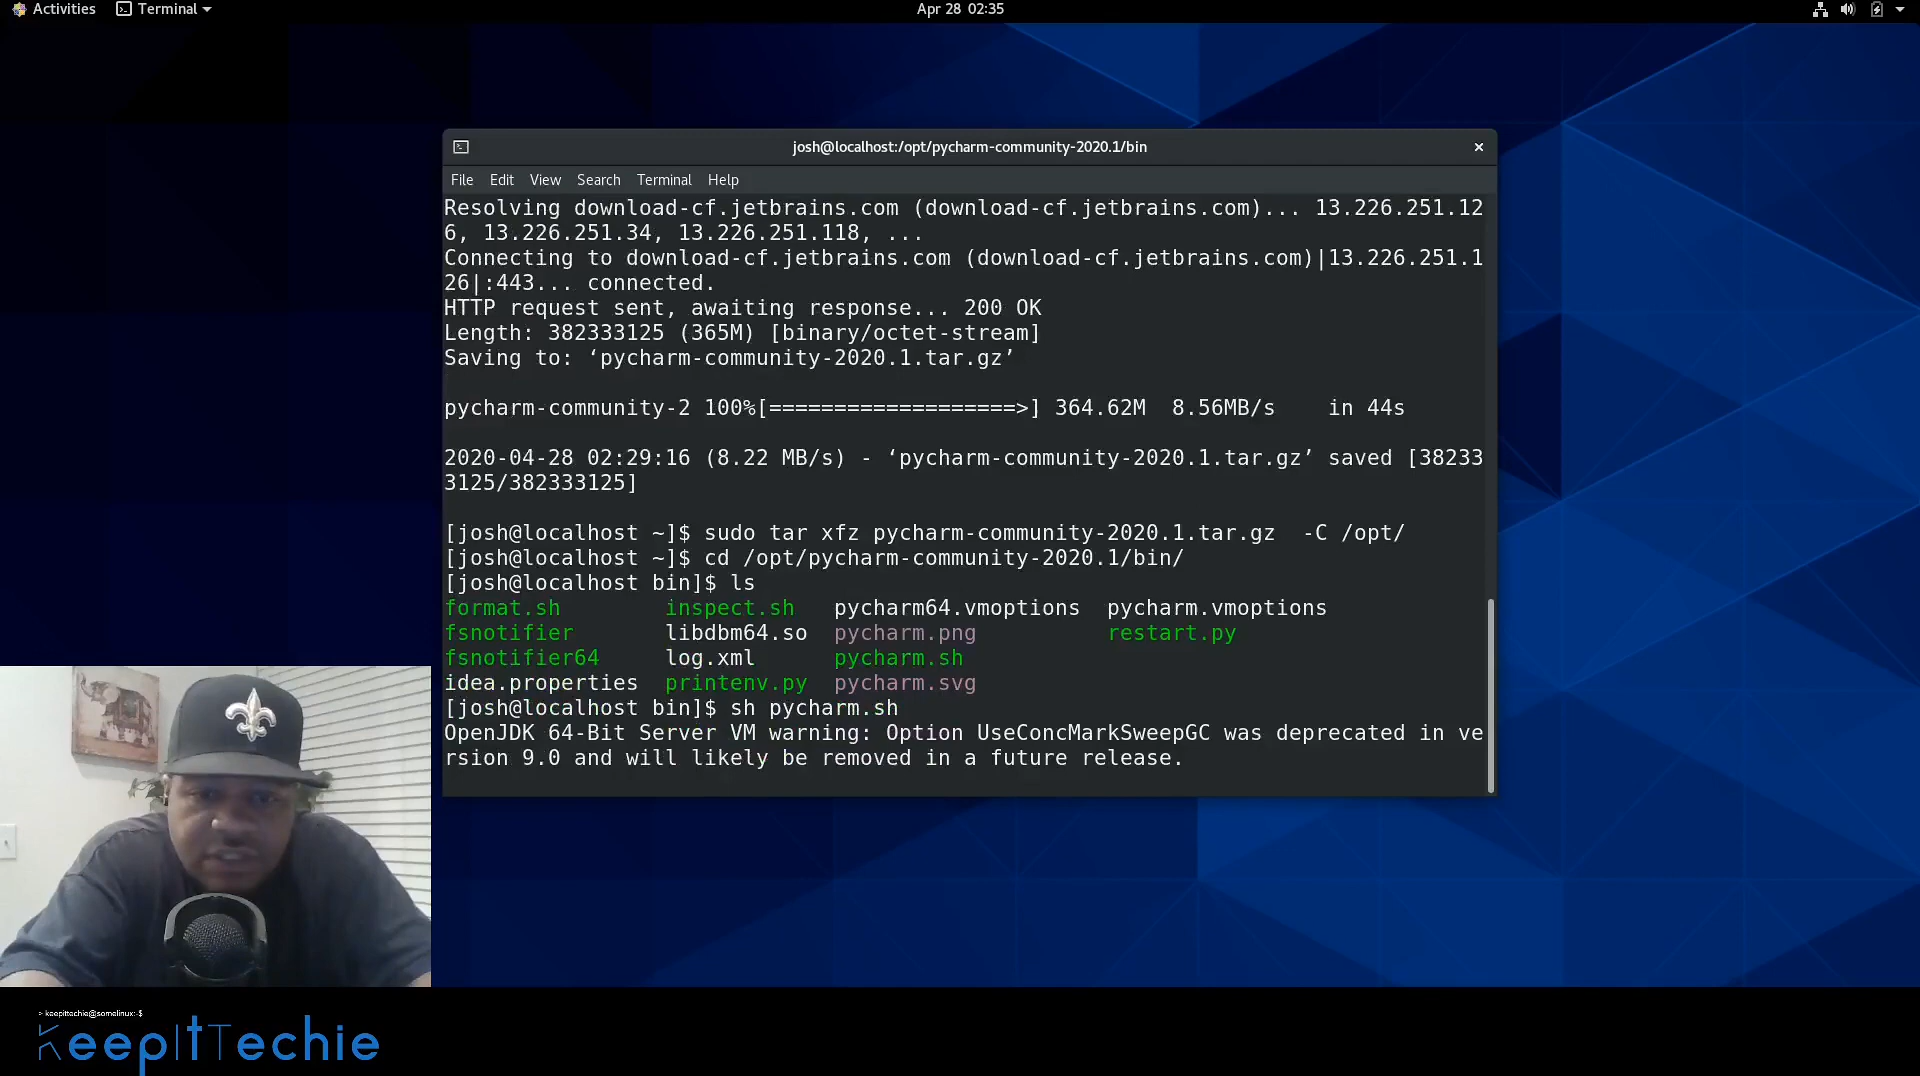 Activities Terminal Apr 28 02:35
josh@localhost:/opt/pycharm-community-2020.1/bin
File Edit View Search Terminal Help
Resolving download-cf.jetbrains.com (download-cf.jetbrains.com)... 13.226.251.12
6, 13.226.251.34, 13.226.251.118, ...
Connecting to download-cf.jetbrains.com (download-cf.jetbrains.com)|13.226.251.1
26|:443... connected.
HTTP request sent, awaiting response... 200 OK
Length: 382333125 (365M) [binary/octet-stream]
Saving to: ‘pycharm-community-2020.1.tar.gz’
pycharm-community-2 100%[===================>] 364.62M 8.56MB/s in 44s
2020-04-28 02:29:16 (8.22 MB/s) - ‘pycharm-community-2020.1.tar.gz’ saved [38233
3125/382333125]
[josh@localhost ~]$ sudo tar xfz pycharm-community-2020.1.tar.gz -C /opt/
[josh@localhost ~]$ cd /opt/pycharm-community-2020.1/bin/
[josh@localhost bin]$ ls
format.sh inspect.sh pycharm64.vmoptions pycharm.vmoptions
fsnotifier libdbm64.so pycharm.png restart.py
fsnotifier64 log.xml pycharm.sh
idea.properties printenv.py pycharm.svg
[josh@localhost bin]$ sh pycharm.sh
OpenJDK 64-Bit Server VM warning: Option UseConcMarkSweepGC was deprecated in ve
rsion 9.0 and will likely be removed in a future release.
> keepittechie@somelinux:~$
KeepItTechie